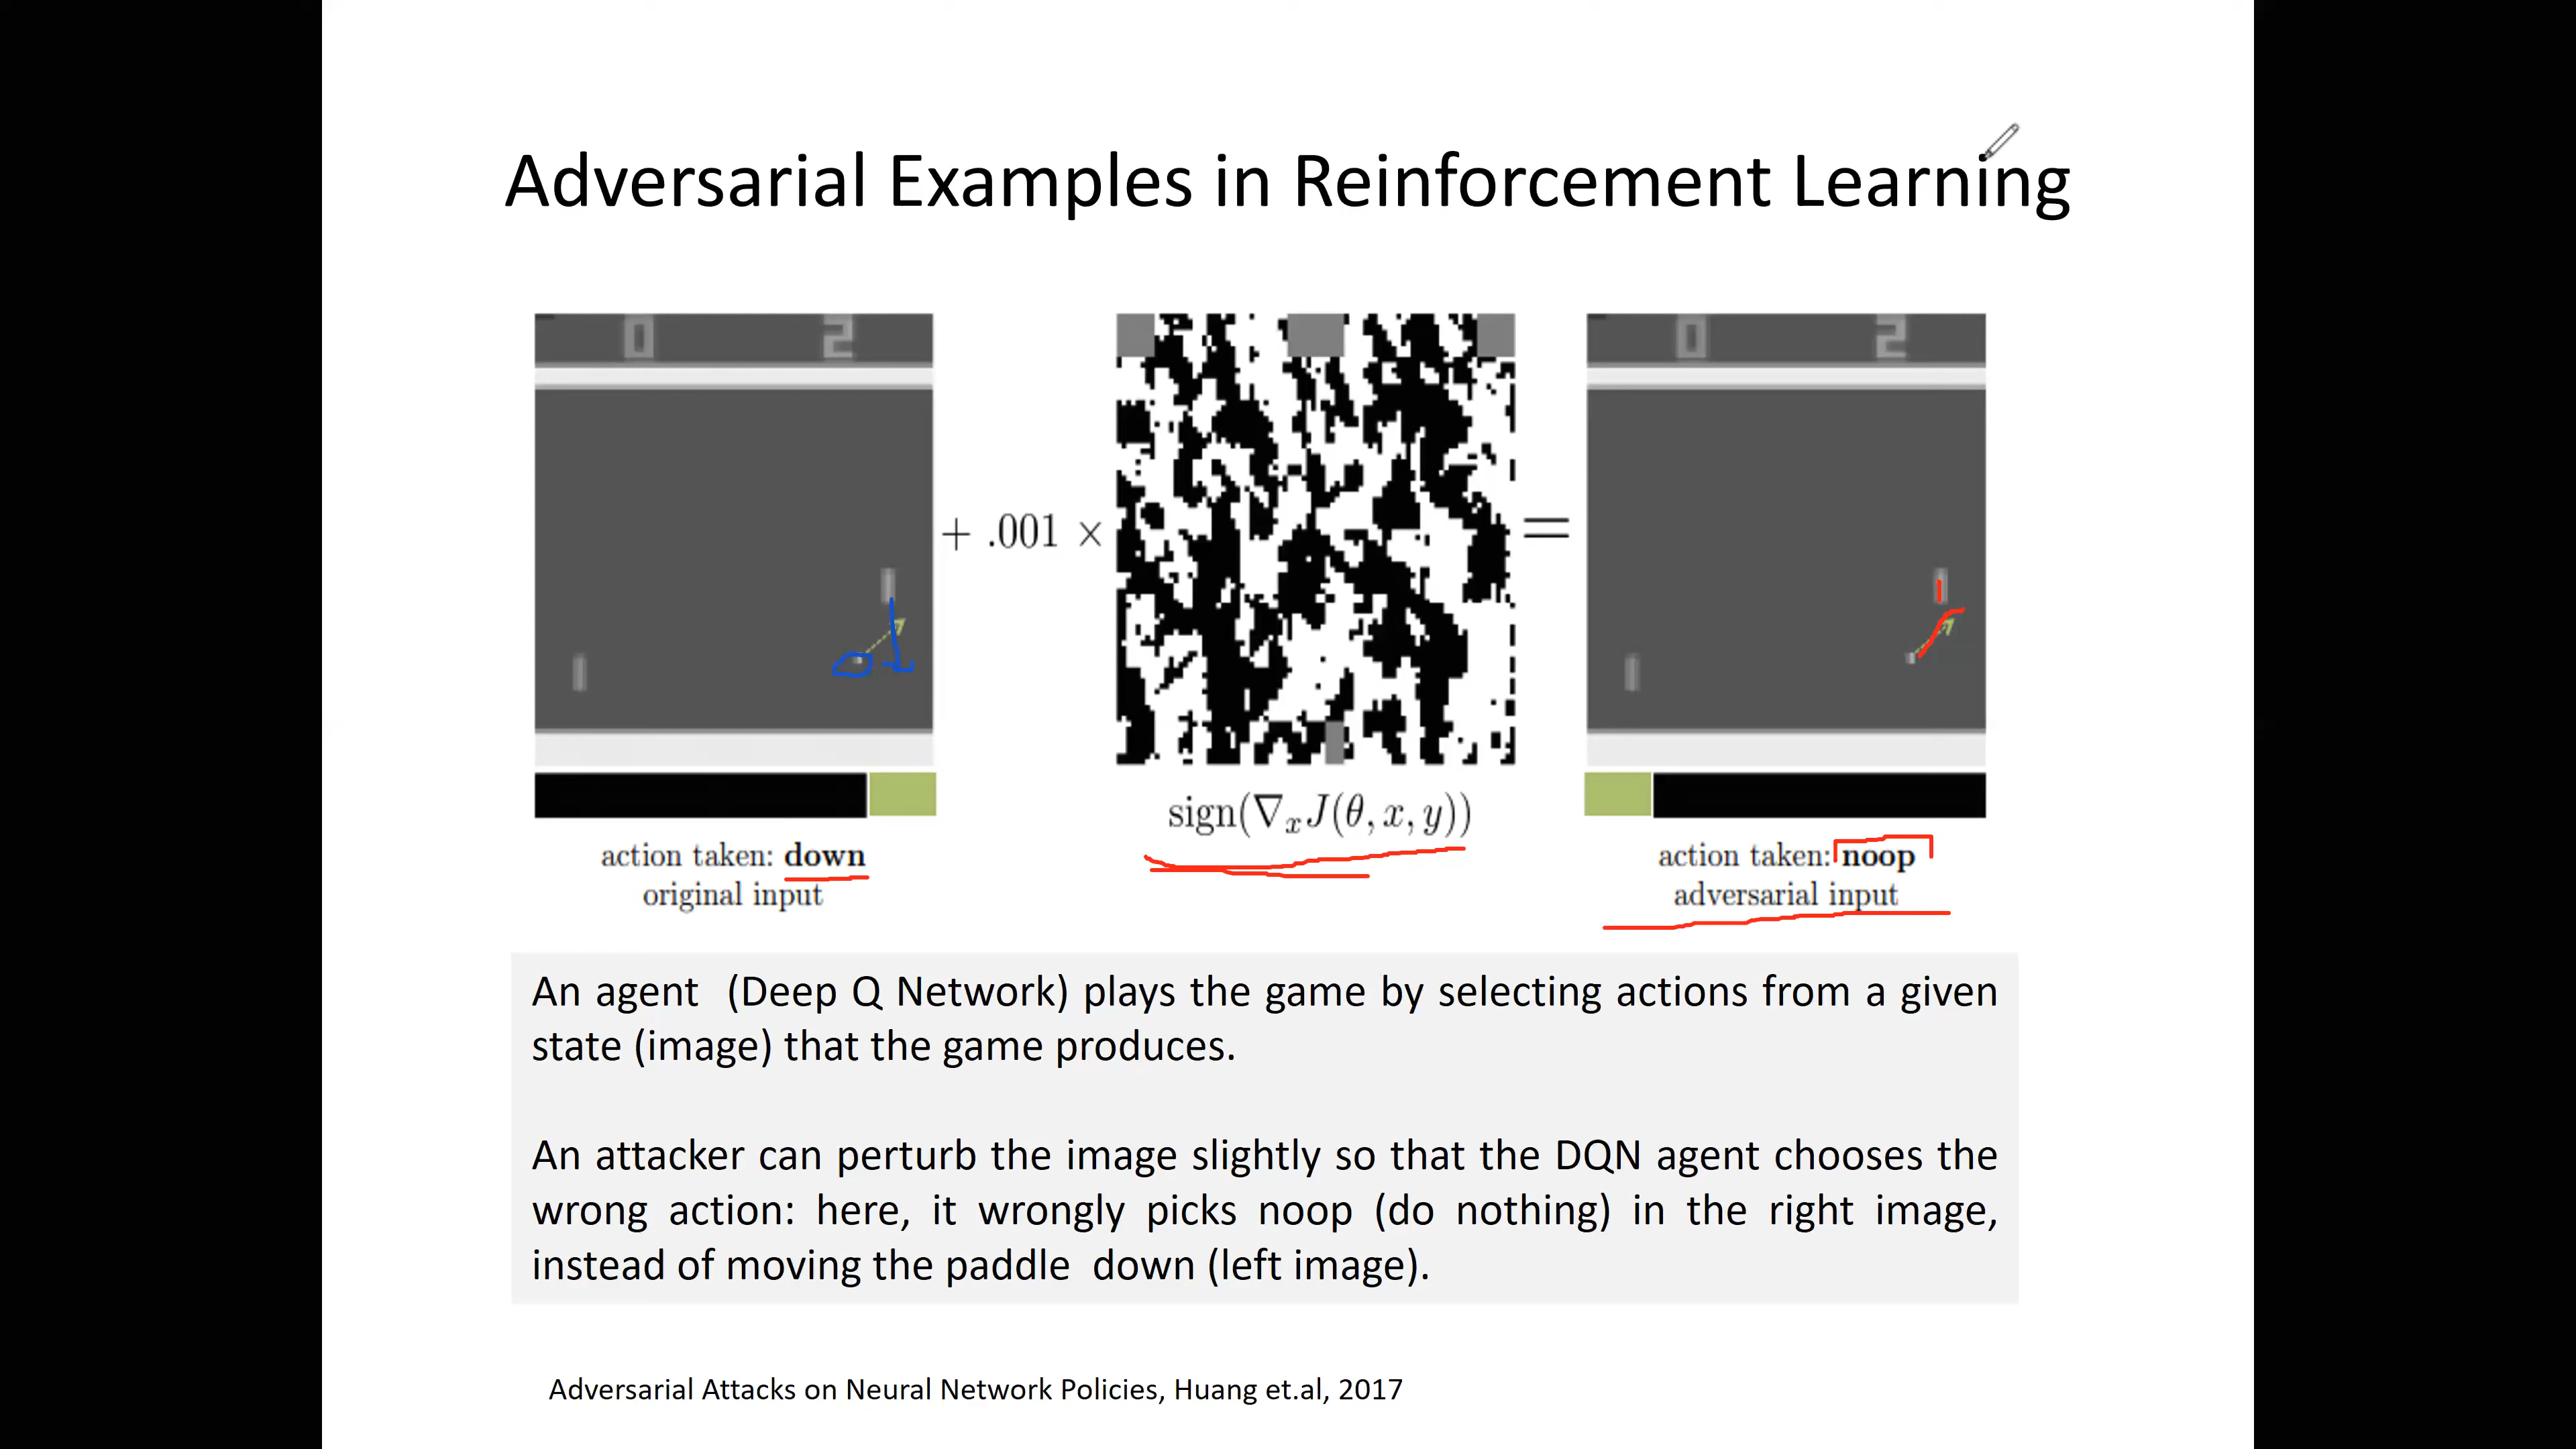 Adversarial Examples in Reinforcement Learning
0 2
0 2
+ .001 ×
=
sign(∇ₓJ(θ, x, y))
action taken: down
original input
action taken: noop
adversarial input
An agent (Deep Q Network) plays the game by selecting actions from a given
state (image) that the game produces.
An attacker can perturb the image slightly so that the DQN agent chooses the
wrong action: here, it wrongly picks noop (do nothing) in the right image,
instead of moving the paddle down (left image).
Adversarial Attacks on Neural Network Policies, Huang et.al, 2017